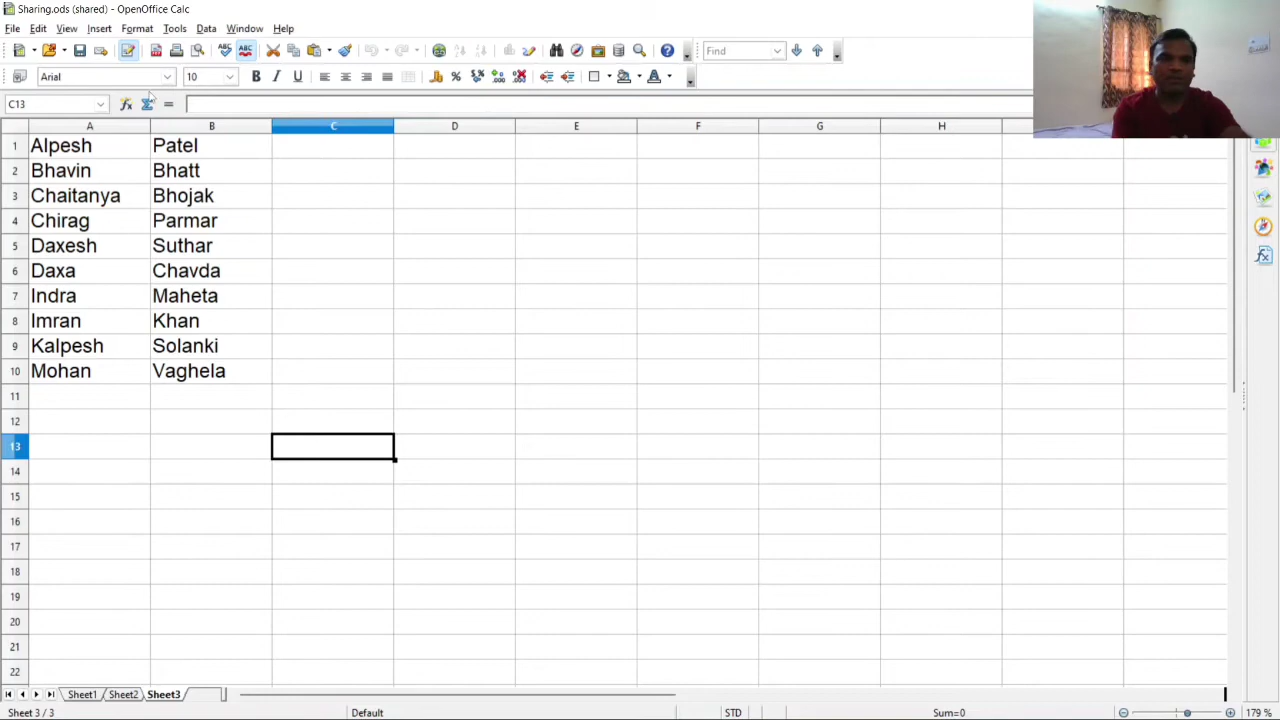 Sharing.ods (shared) - OpenOffice Calc
File Edit View Insert Format Tools Data Window Help
Find
Arial 10
C13
A B C D E F G H
1 Alpesh Patel
2 Bhavin Bhatt
3 Chaitanya Bhojak
4 Chirag Parmar
5 Daxesh Suthar
6 Daxa Chavda
7 Indra Maheta
8 Imran Khan
9 Kalpesh Solanki
10 Mohan Vaghela
11
12
13
14
15
16
17
18
19
20
21
22
Sheet1 Sheet2 Sheet3
Sheet 3 / 3 Default STD Sum=0 179 %